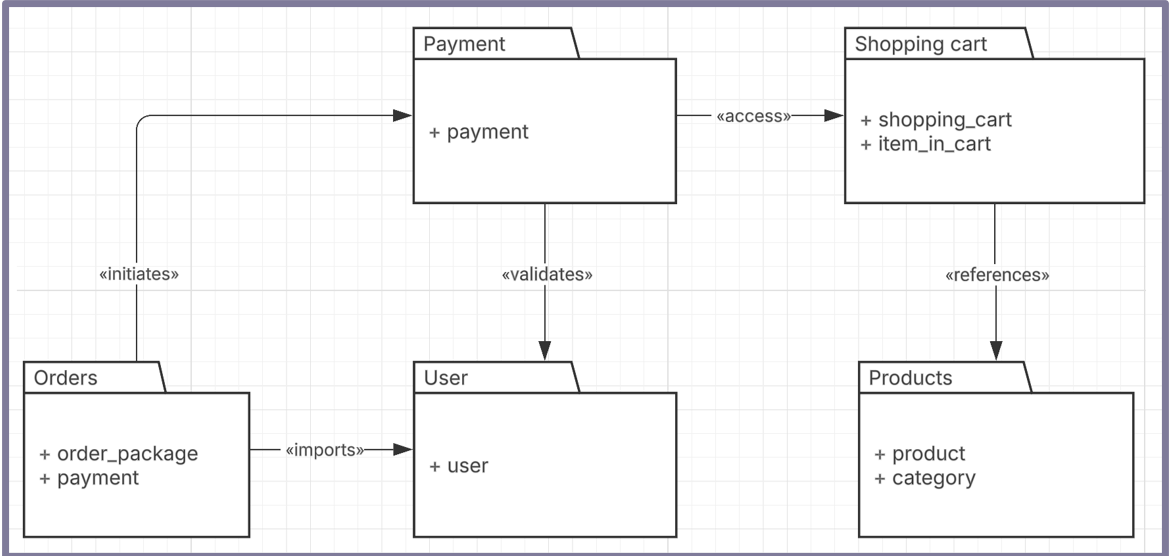 Payment
+ payment
«access»
Shopping cart
+ shopping_cart
+ item_in_cart
«initiates»
«validates»
«references»
Orders
+ order_package
+ payment
«imports»
User
+ user
Products
+ product
+ category